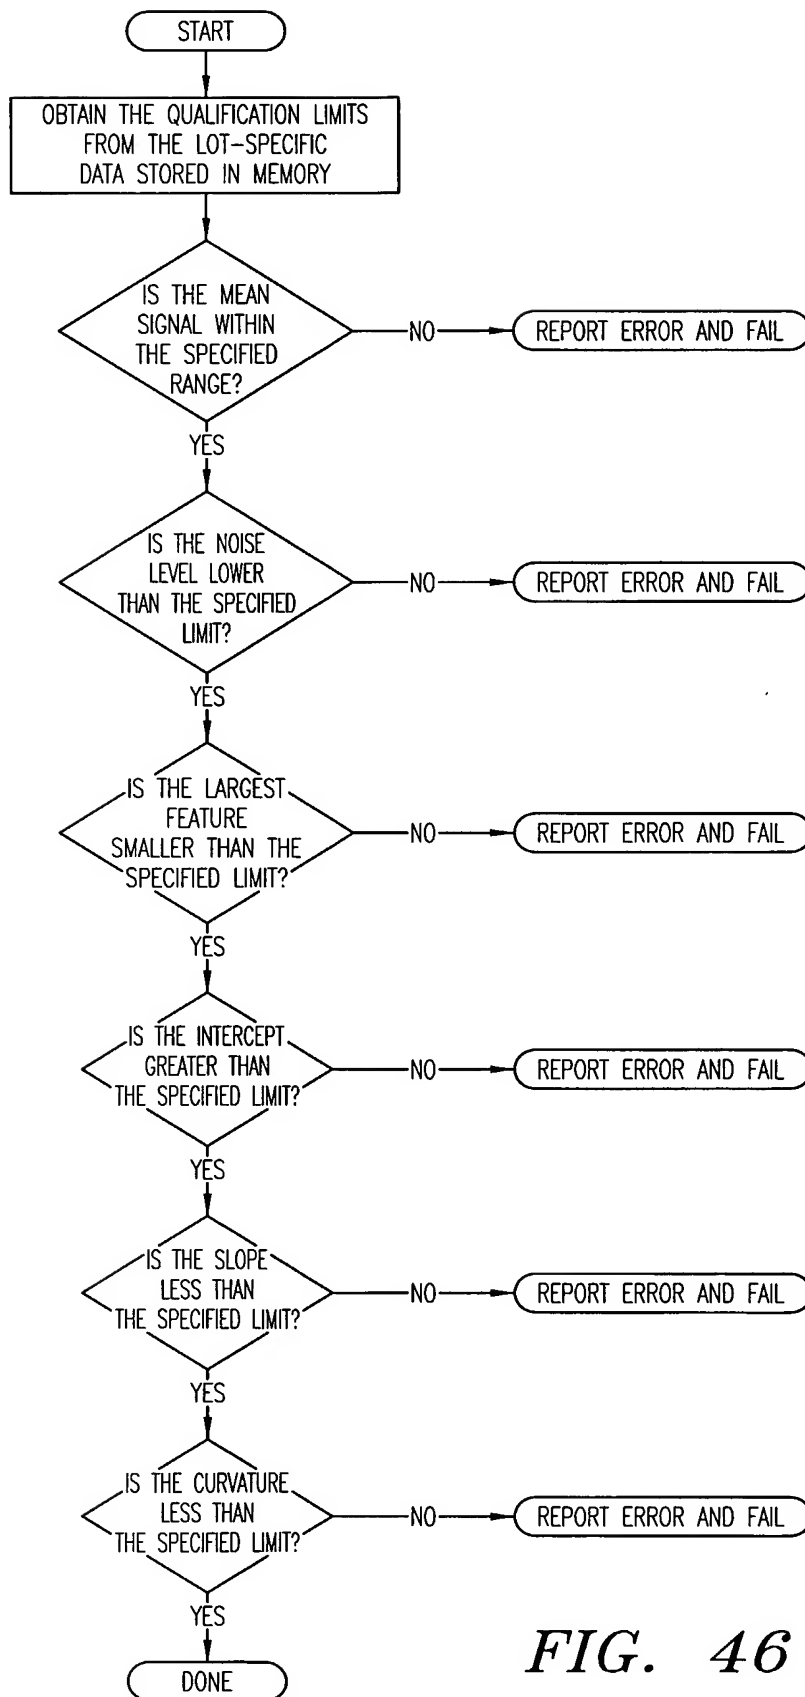 START
OBTAIN THE QUALIFICATION LIMITS
FROM THE LOT-SPECIFIC
DATA STORED IN MEMORY
IS THE MEAN
SIGNAL WITHIN
THE SPECIFIED
RANGE?
NO
REPORT ERROR AND FAIL
YES
IS THE NOISE
LEVEL LOWER
THAN THE SPECIFIED
LIMIT?
NO
REPORT ERROR AND FAIL
YES
IS THE LARGEST
FEATURE
SMALLER THAN THE
SPECIFIED LIMIT?
NO
REPORT ERROR AND FAIL
YES
IS THE INTERCEPT
GREATER THAN
THE SPECIFIED LIMIT?
NO
REPORT ERROR AND FAIL
YES
IS THE SLOPE
LESS THAN
THE SPECIFIED LIMIT?
NO
REPORT ERROR AND FAIL
YES
IS THE CURVATURE
LESS THAN
THE SPECIFIED LIMIT?
NO
REPORT ERROR AND FAIL
YES
DONE
FIG. 46